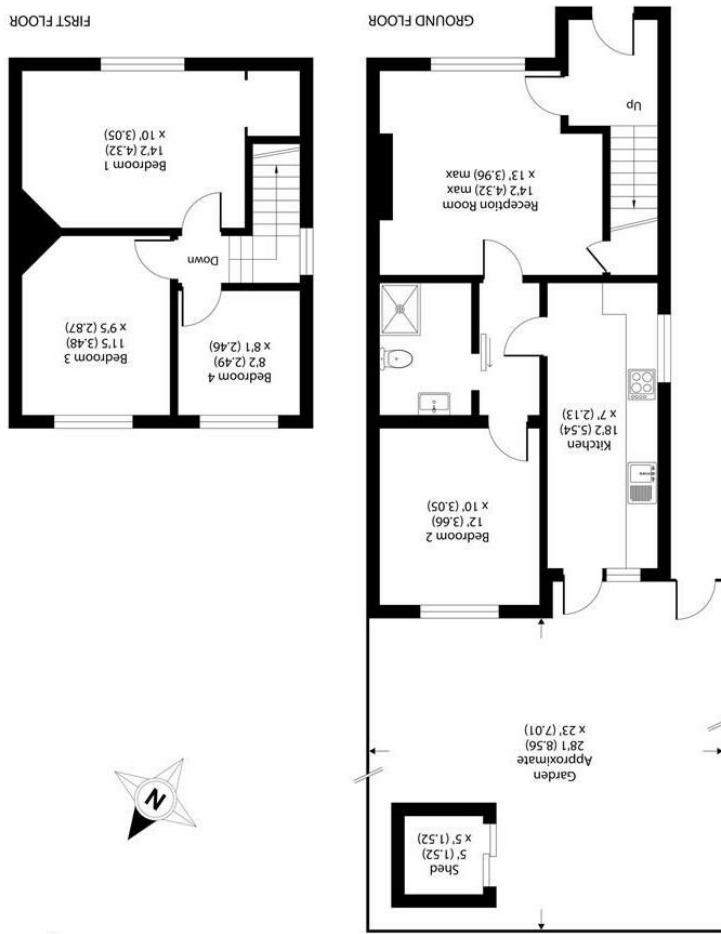 Shed
5' (1.52)
x 5' (1.52)
Garden
Approximate
28'1 (8.56)
x 23' (7.01)
N
Bedroom 2
12' (3.66)
x 10' (3.05)
Kitchen
18'2 (5.54)
x 7' (2.13)
Reception Room
14'2 (4.32) max
x 13' (3.96) max
Up
GROUND FLOOR
Bedroom 4
8'2 (2.49)
x 8'1 (2.46)
Bedroom 3
11'5 (3.48)
x 9'5 (2.87)
Down
Bedroom 1
14'2 (4.32)
x 10' (3.05)
FIRST FLOOR